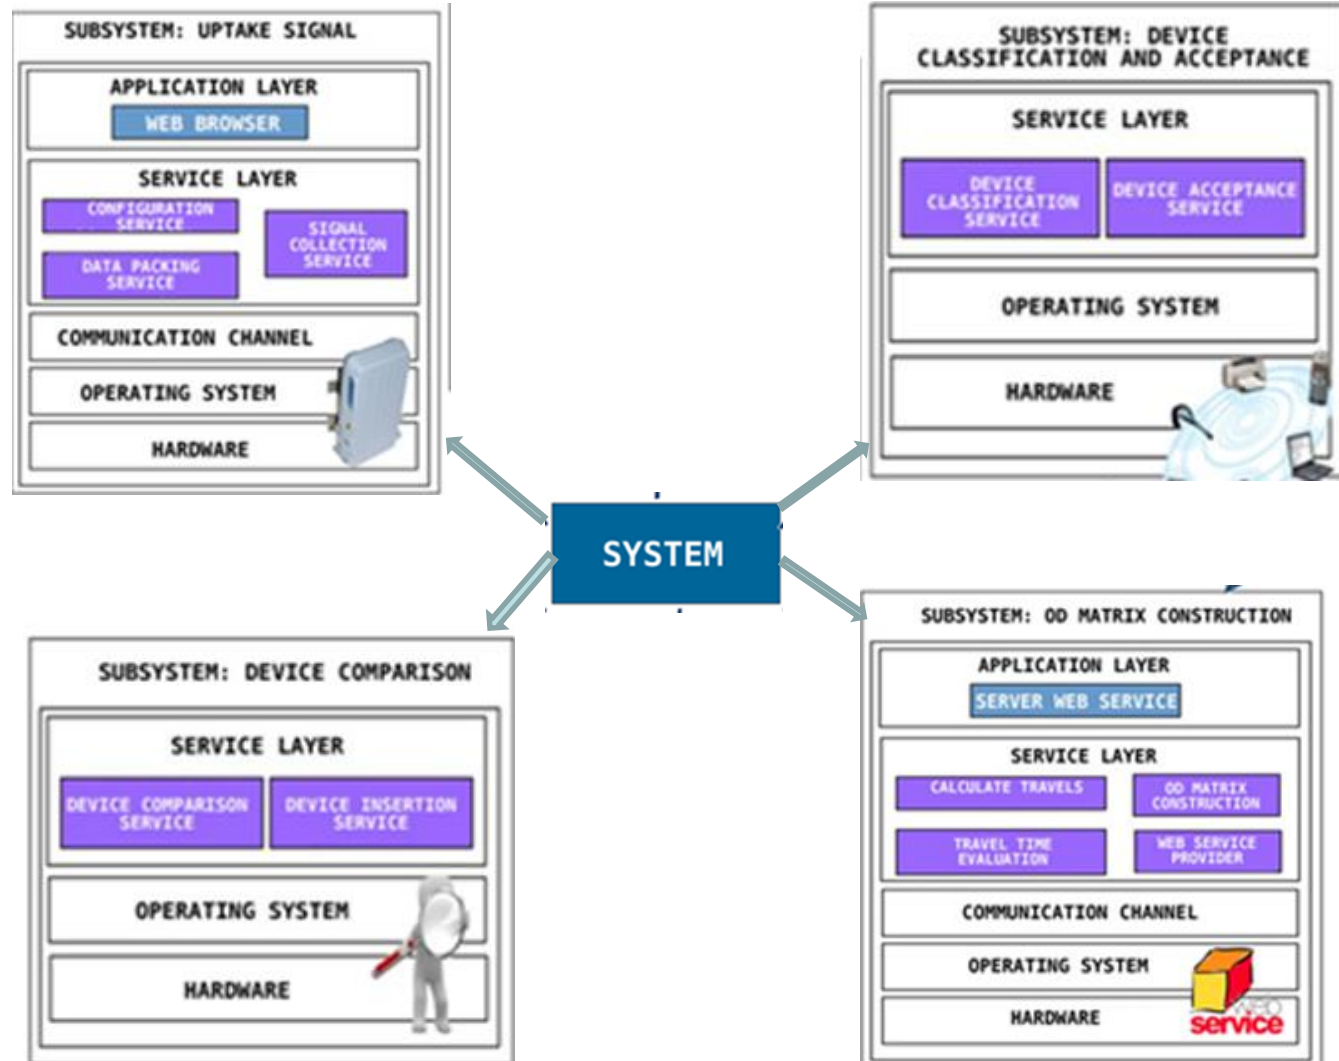 SUBSYSTEM: UPTAKE SIGNAL
APPLICATION LAYER
WEB BROWSER
SERVICE LAYER
CONFIGURATION
SERVICE
SIGNAL
COLLECTION
SERVICE
DATA PACKING
SERVICE
COMMUNICATION CHANNEL
OPERATING SYSTEM
HARDWARE
SUBSYSTEM: DEVICE
CLASSIFICATION AND ACCEPTANCE
SERVICE LAYER
DEVICE
CLASSIFICATION
SERVICE
DEVICE ACCEPTANCE
SERVICE
OPERATING SYSTEM
HARDWARE
SYSTEM
SUBSYSTEM: DEVICE COMPARISON
SERVICE LAYER
DEVICE COMPARISON
SERVICE
DEVICE INSERTION
SERVICE
OPERATING SYSTEM
HARDWARE
SUBSYSTEM: OD MATRIX CONSTRUCTION
APPLICATION LAYER
SERVER WEB SERVICE
SERVICE LAYER
CALCULATE TRAVELS
OD MATRIX
CONSTRUCTION
TRAVEL TIME
EVALUATION
WEB SERVICE
PROVIDER
COMMUNICATION CHANNEL
OPERATING SYSTEM
HARDWARE
web
service